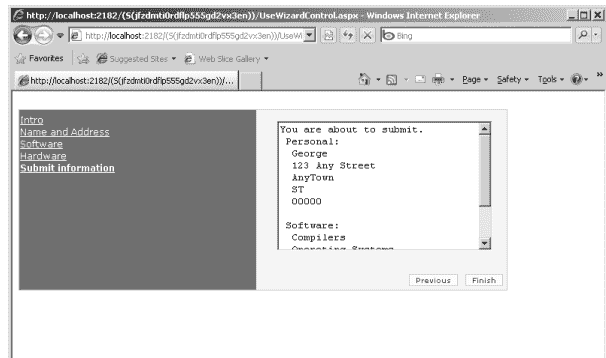 http://localhost:2182/(S(jfzdmti0rdflp555gd2vx3en))/UseWizardControl.aspx - Windows Internet Explorer
http://localhost:2182/(S(jfzdmti0rdflp555gd2vx3en))/UseWi
Bing
Favorites Suggested Sites Web Slice Gallery
http://localhost:2182/(S(jfzdmti0rdflp555gd2vx3en))/...
Page Safety Tools
Intro
Name and Address
Software
Hardware
Submit information
You are about to submit.
Personal:
George
123 Any Street
AnyTown
ST
00000
Software:
Compilers
Operating Systems
Previous Finish